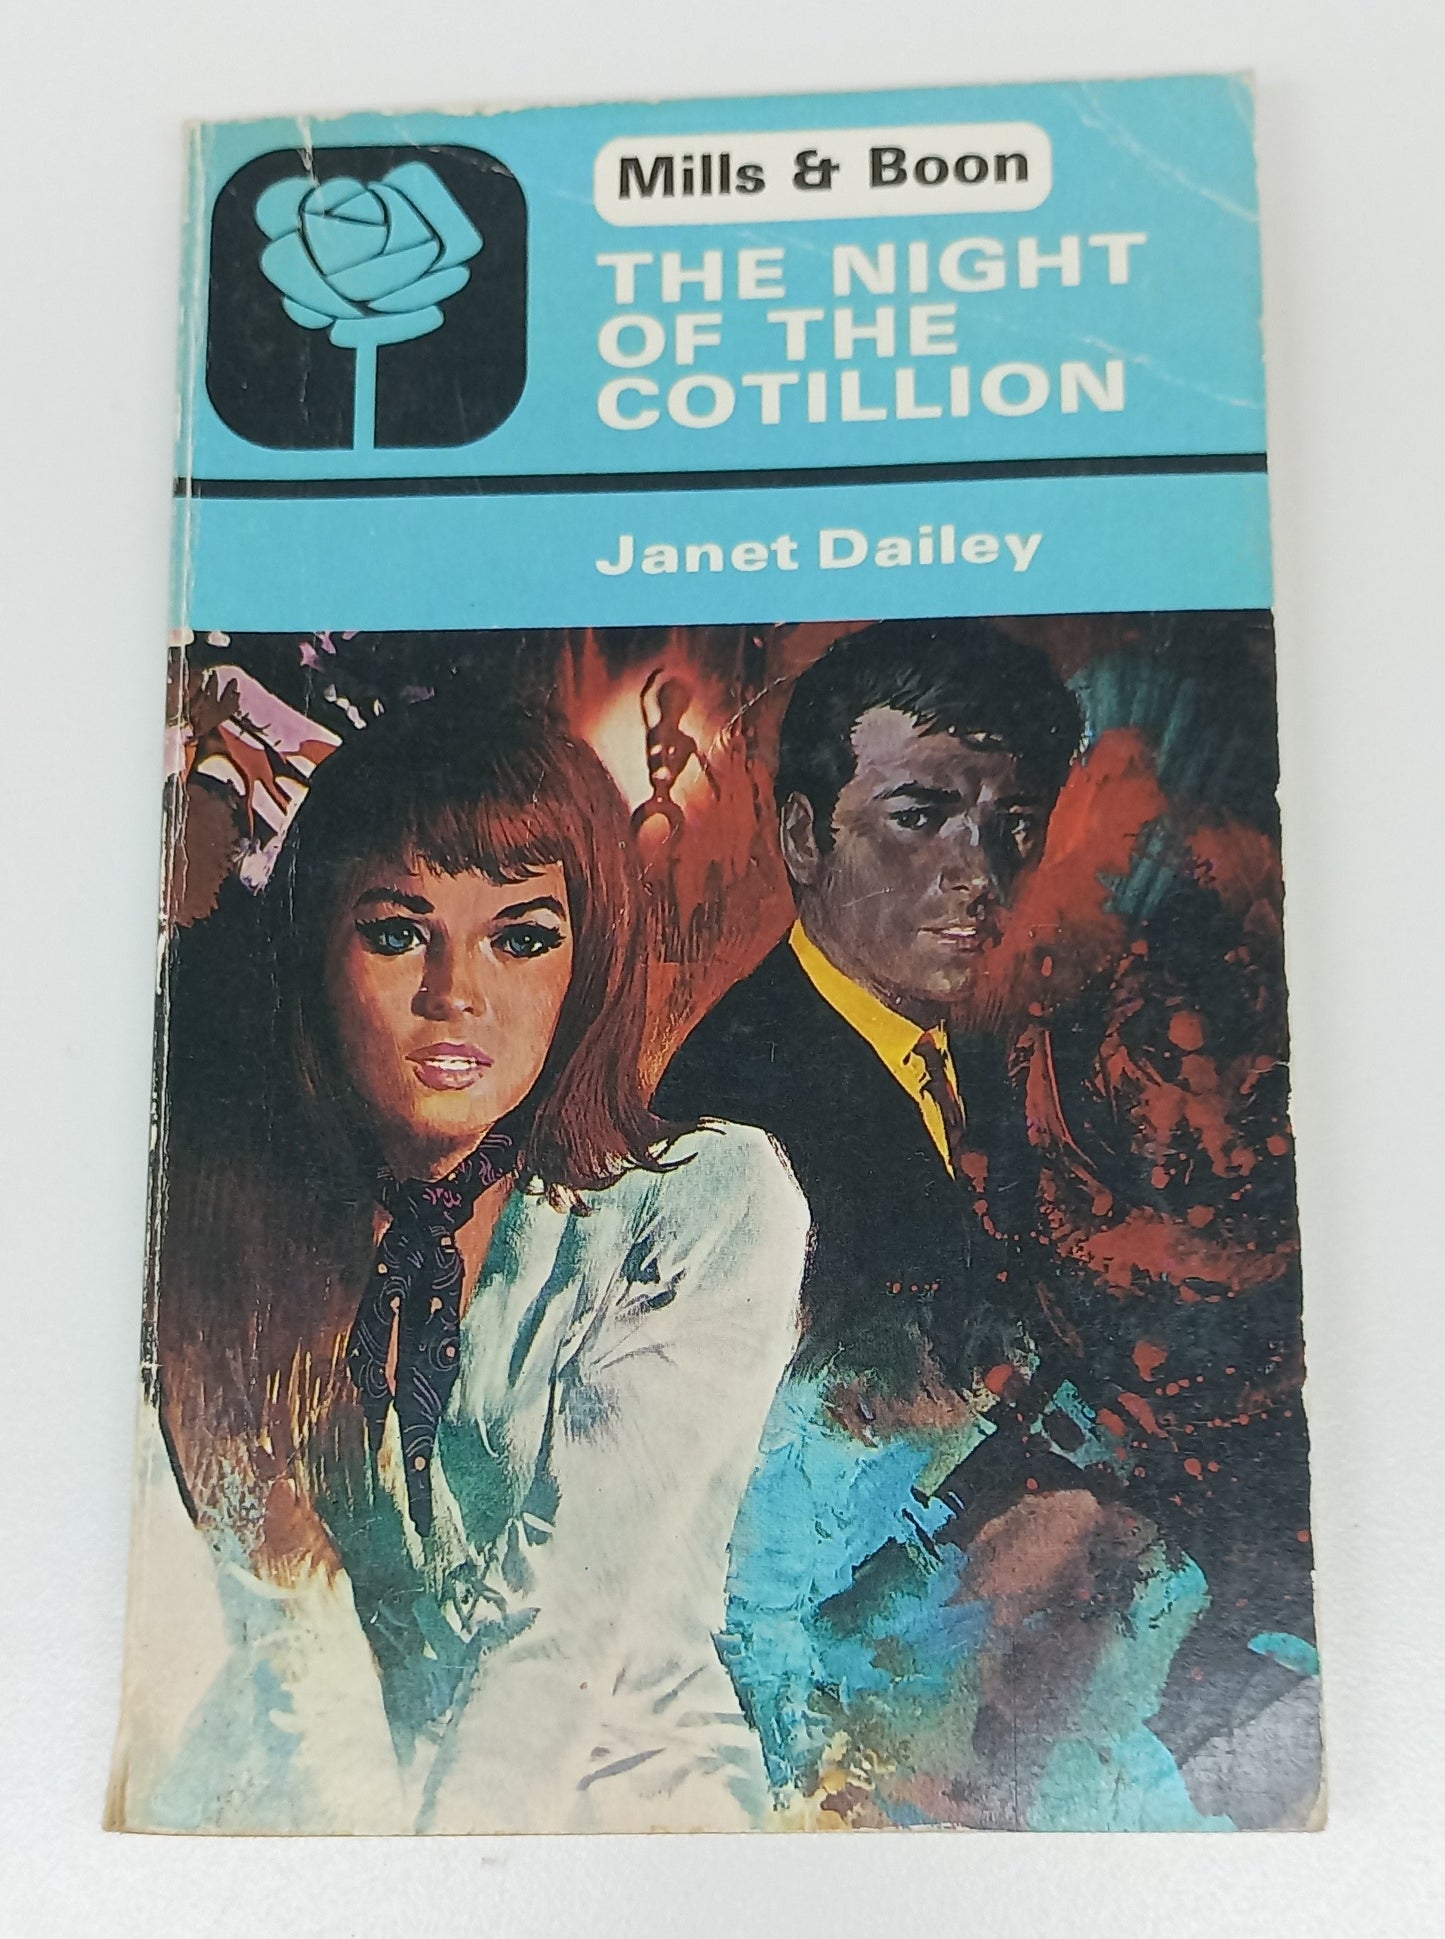 Mills & Boon
THE NIGHT
OF THE
COTILLION
Janet Dailey